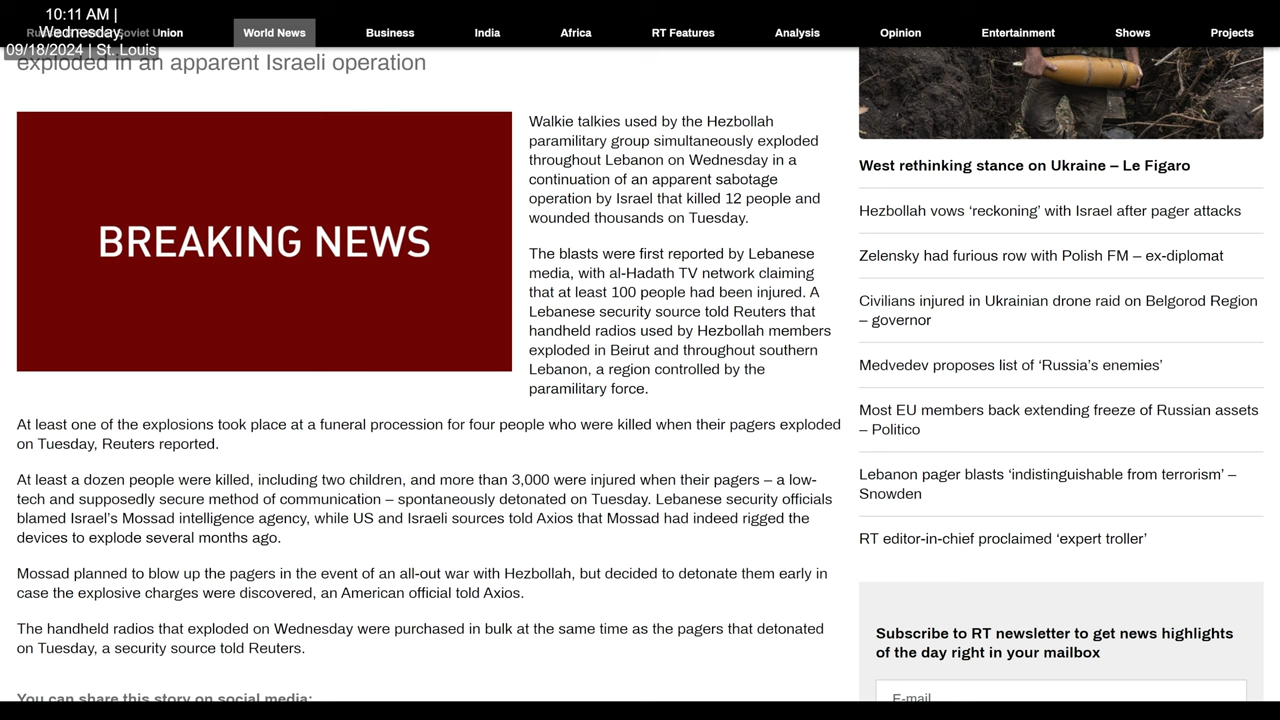 10:11 AM |
Wednesday,
09/18/2024 | St. Louis
Soviet Union
World News
Business
India
Africa
RT Features
Analysis
Opinion
Entertainment
Shows
Projects
exploded in an apparent Israeli operation
BREAKING NEWS
Walkie talkies used by the Hezbollah
paramilitary group simultaneously exploded
throughout Lebanon on Wednesday in a
continuation of an apparent sabotage
operation by Israel that killed 12 people and
wounded thousands on Tuesday.
The blasts were first reported by Lebanese
media, with al-Hadath TV network claiming
that at least 100 people had been injured. A
Lebanese security source told Reuters that
handheld radios used by Hezbollah members
exploded in Beirut and throughout southern
Lebanon, a region controlled by the
paramilitary force.
At least one of the explosions took place at a funeral procession for four people who were killed when their pagers exploded
on Tuesday, Reuters reported.
At least a dozen people were killed, including two children, and more than 3,000 were injured when their pagers – a low-
tech and supposedly secure method of communication – spontaneously detonated on Tuesday. Lebanese security officials
blamed Israel’s Mossad intelligence agency, while US and Israeli sources told Axios that Mossad had indeed rigged the
devices to explode several months ago.
Mossad planned to blow up the pagers in the event of an all-out war with Hezbollah, but decided to detonate them early in
case the explosive charges were discovered, an American official told Axios.
The handheld radios that exploded on Wednesday were purchased in bulk at the same time as the pagers that detonated
on Tuesday, a security source told Reuters.
You can share this story on social media:
West rethinking stance on Ukraine – Le Figaro
Hezbollah vows ‘reckoning’ with Israel after pager attacks
Zelensky had furious row with Polish FM – ex-diplomat
Civilians injured in Ukrainian drone raid on Belgorod Region
– governor
Medvedev proposes list of ‘Russia’s enemies’
Most EU members back extending freeze of Russian assets
– Politico
Lebanon pager blasts ‘indistinguishable from terrorism’ –
Snowden
RT editor-in-chief proclaimed ‘expert troller’
Subscribe to RT newsletter to get news highlights
of the day right in your mailbox
E-mail